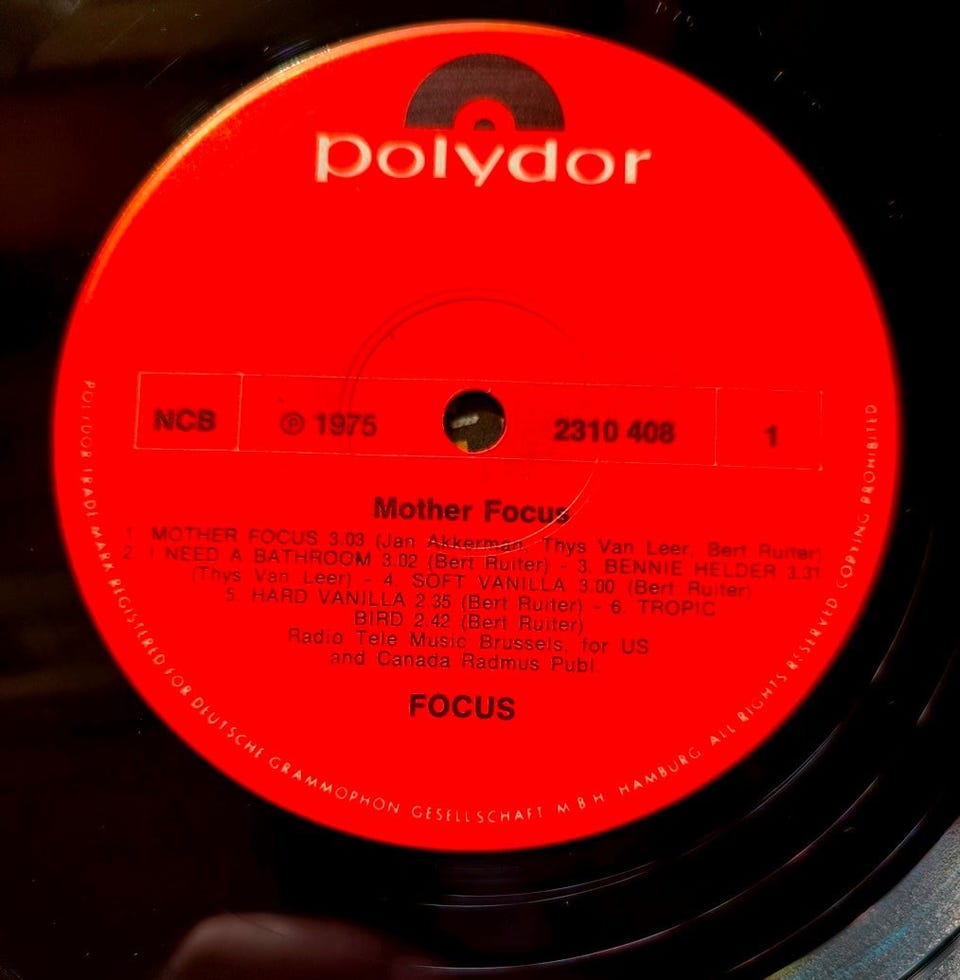 polydor
NCB ℗ 1975 2310 408 1
Mother Focus
1. MOTHER FOCUS 3.03 (Jan Akkerman, Thys Van Leer, Bert Ruiter)
2. I NEED A BATHROOM 3.02 (Bert Ruiter) - 3. BENNIE HELDER 3.31
(Thys Van Leer) - 4. SOFT VANILLA 3.00 (Bert Ruiter)
5. HARD VANILLA 2.35 (Bert Ruiter) - 6. TROPIC
BIRD 2.42 (Bert Ruiter)
Radio Tele Music Brussels, for US
and Canada Radmus Publ.
FOCUS
POLYDOR TRADE MARK REGISTERED FOR DEUTSCHE GRAMMOPHON GESELLSCHAFT M B H HAMBURG ALL RIGHTS RESERVED COPYING PROHIBITED